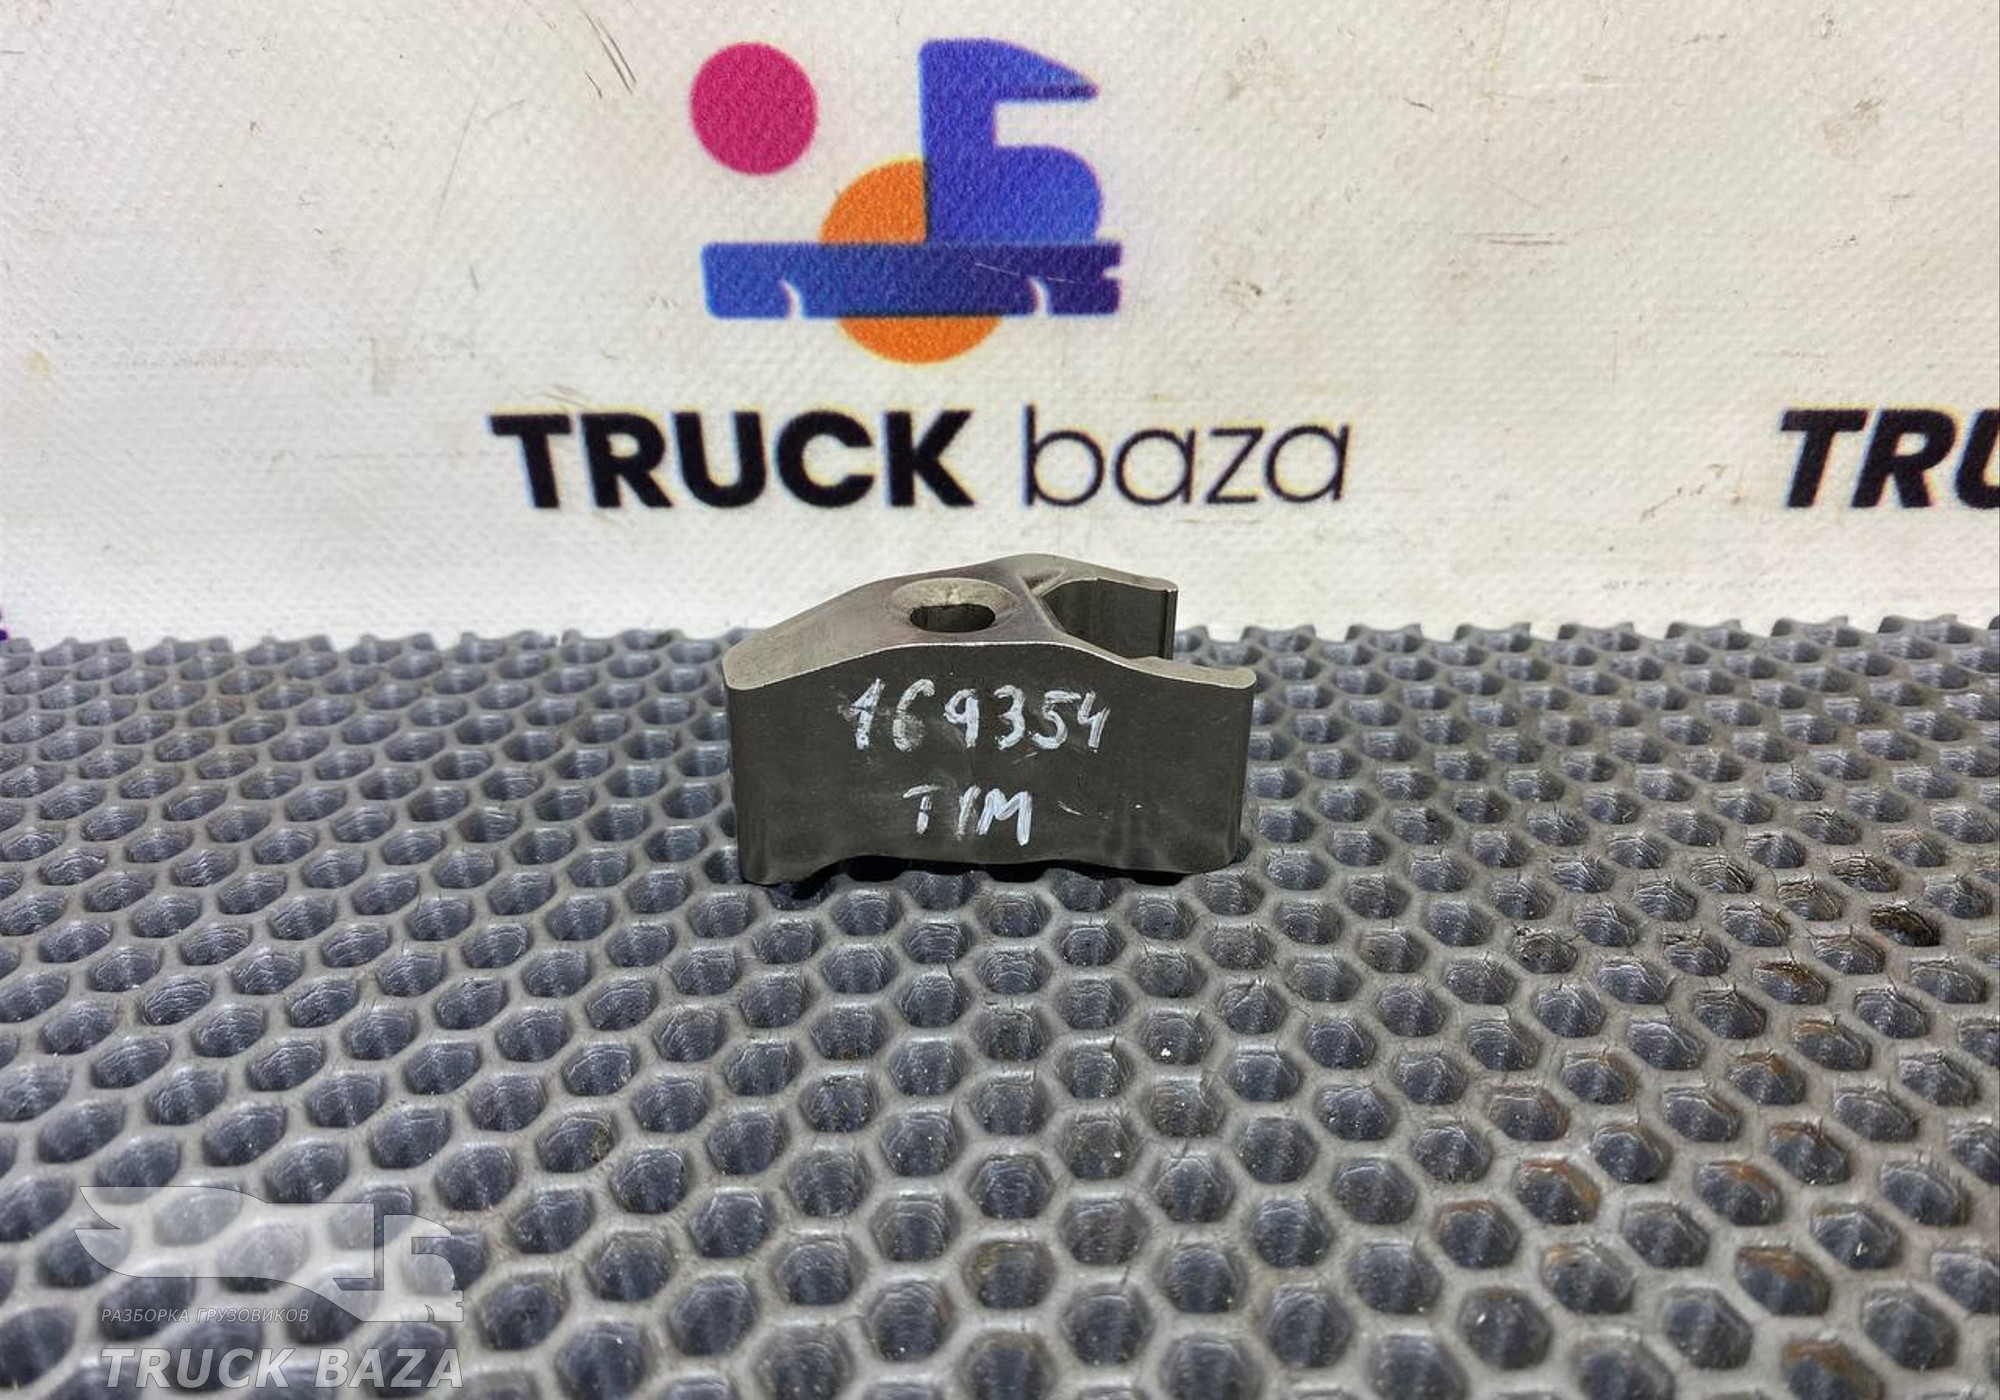 TRUCK baza
TRU
169354
TIM
РАЗБОРКА ГРУЗОВИКОВ
TRUCK BAZA